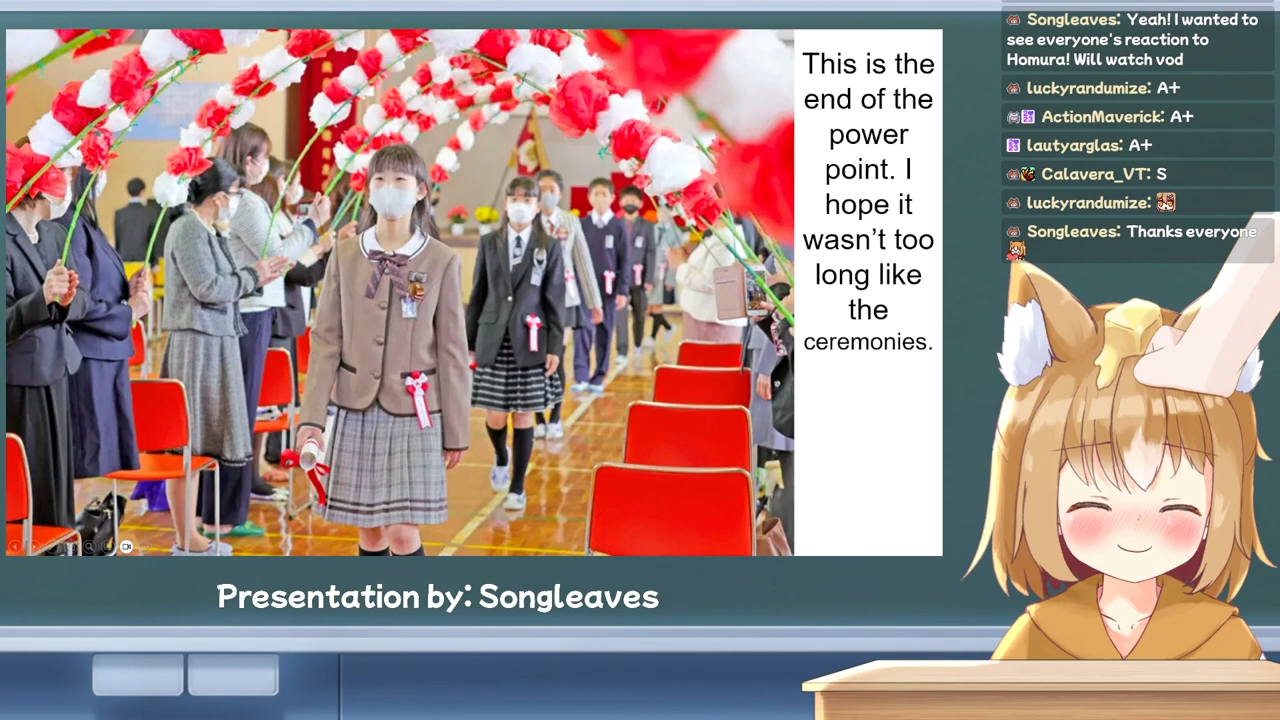 This is the
end of the
power
point. I
hope it
wasn’t too
long like
the
ceremonies.
Presentation by: Songleaves
Songleaves: Yeah! I wanted to
see everyone's reaction to
Homura! Will watch vod
luckyrandumize: A+
ActionMaverick: A+
lautyarglas: A+
Calavera_VT: S
luckyrandumize:
Songleaves: Thanks everyone